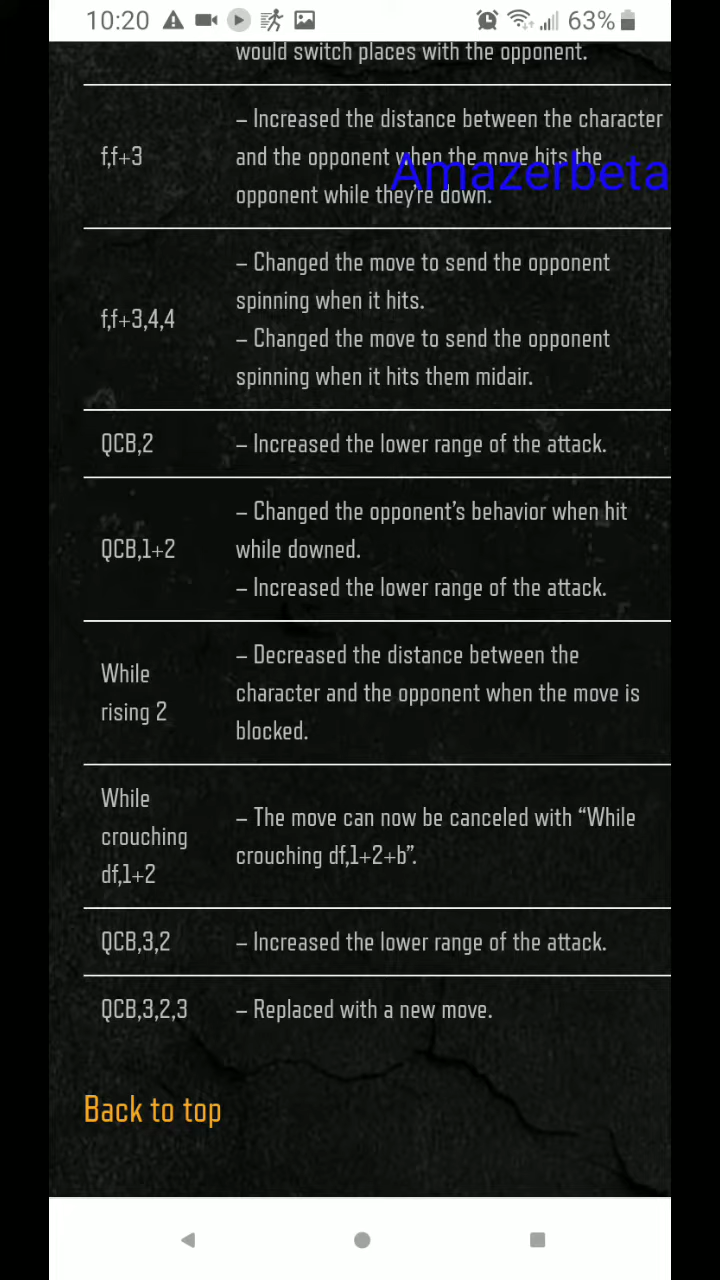 10:20 63%
would switch places with the opponent.
– Increased the distance between the character
f,f+3 and the opponent when the move hits the
opponent while they're down.
Amazerbeta
– Changed the move to send the opponent
spinning when it hits.
f,f+3,4,4
– Changed the move to send the opponent
spinning when it hits them midair.
QCB,2 – Increased the lower range of the attack.
– Changed the opponent's behavior when hit
QCB,1+2 while downed.
– Increased the lower range of the attack.
While
rising 2
– Decreased the distance between the
character and the opponent when the move is
blocked.
While
crouching
df,1+2
– The move can now be canceled with “While
crouching df,1+2+b”.
QCB,3,2 – Increased the lower range of the attack.
QCB,3,2,3 – Replaced with a new move.
Back to top